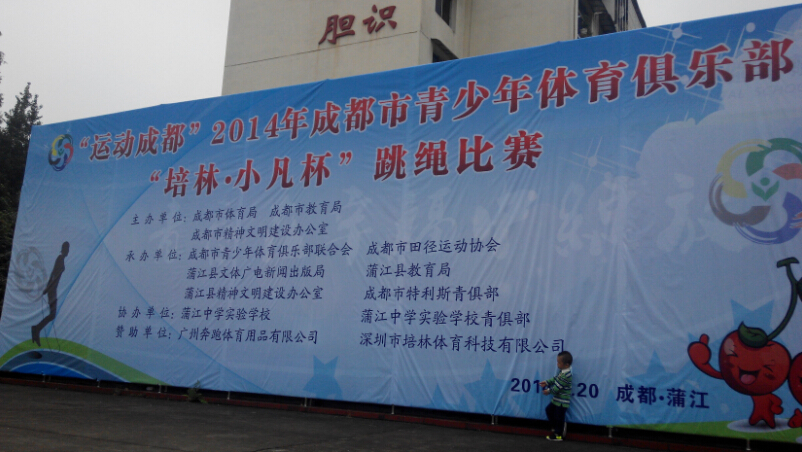 胆识
“运动成都”2014年成都市青少年体育俱乐部
“培林·小凡杯”跳绳比赛
主办单位：成都市体育局 成都市教育局
成都市精神文明建设办公室
承办单位：成都市青少年体育俱乐部联合会 成都市田径运动协会
蒲江县文体广电新闻出版局 蒲江县教育局
蒲江县精神文明建设办公室 成都市特利斯青俱部
协办单位：蒲江中学实验学校 蒲江中学实验学校青俱部
赞助单位：广州奔跑体育用品有限公司 深圳市培林体育科技有限公司
201 .20 成都·蒲江